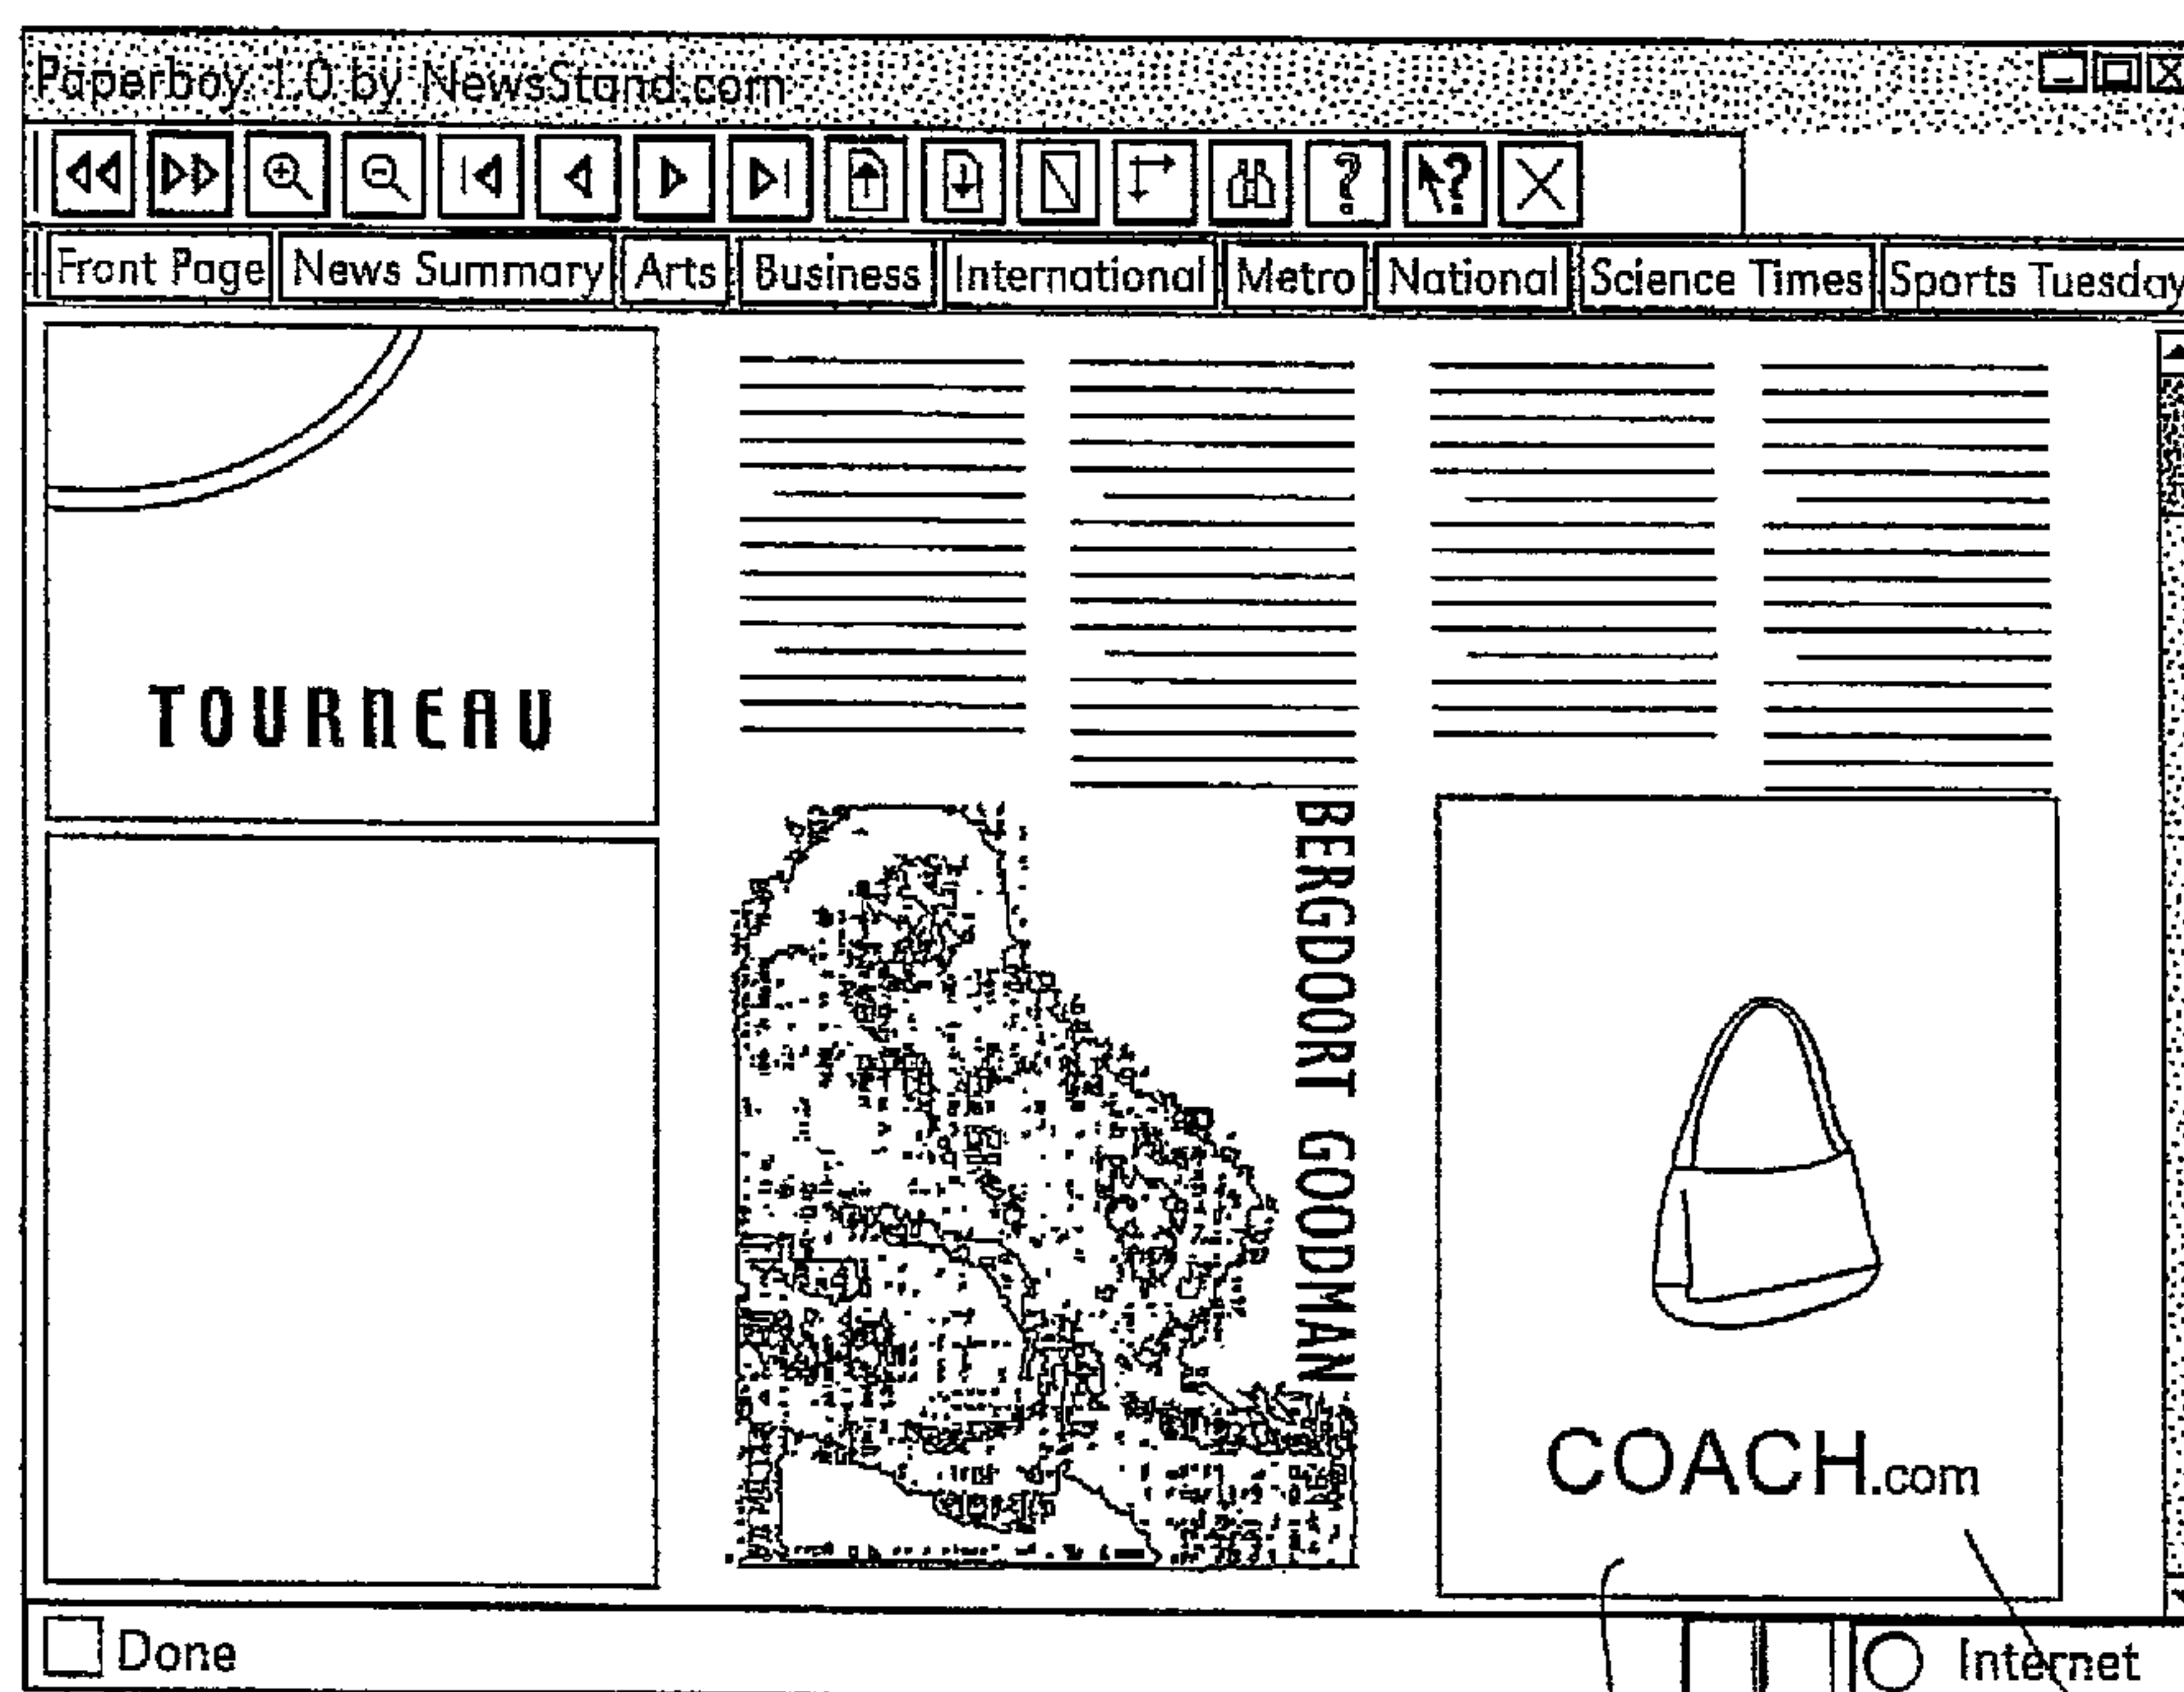 Paperboy 1.0 by NewsStand.com
Front Page News Summary Arts Business International Metro National Science Times Sports Tuesday
TOURNEAU
BERGDOORT GOODMAN
COACH.com
Done
Internet